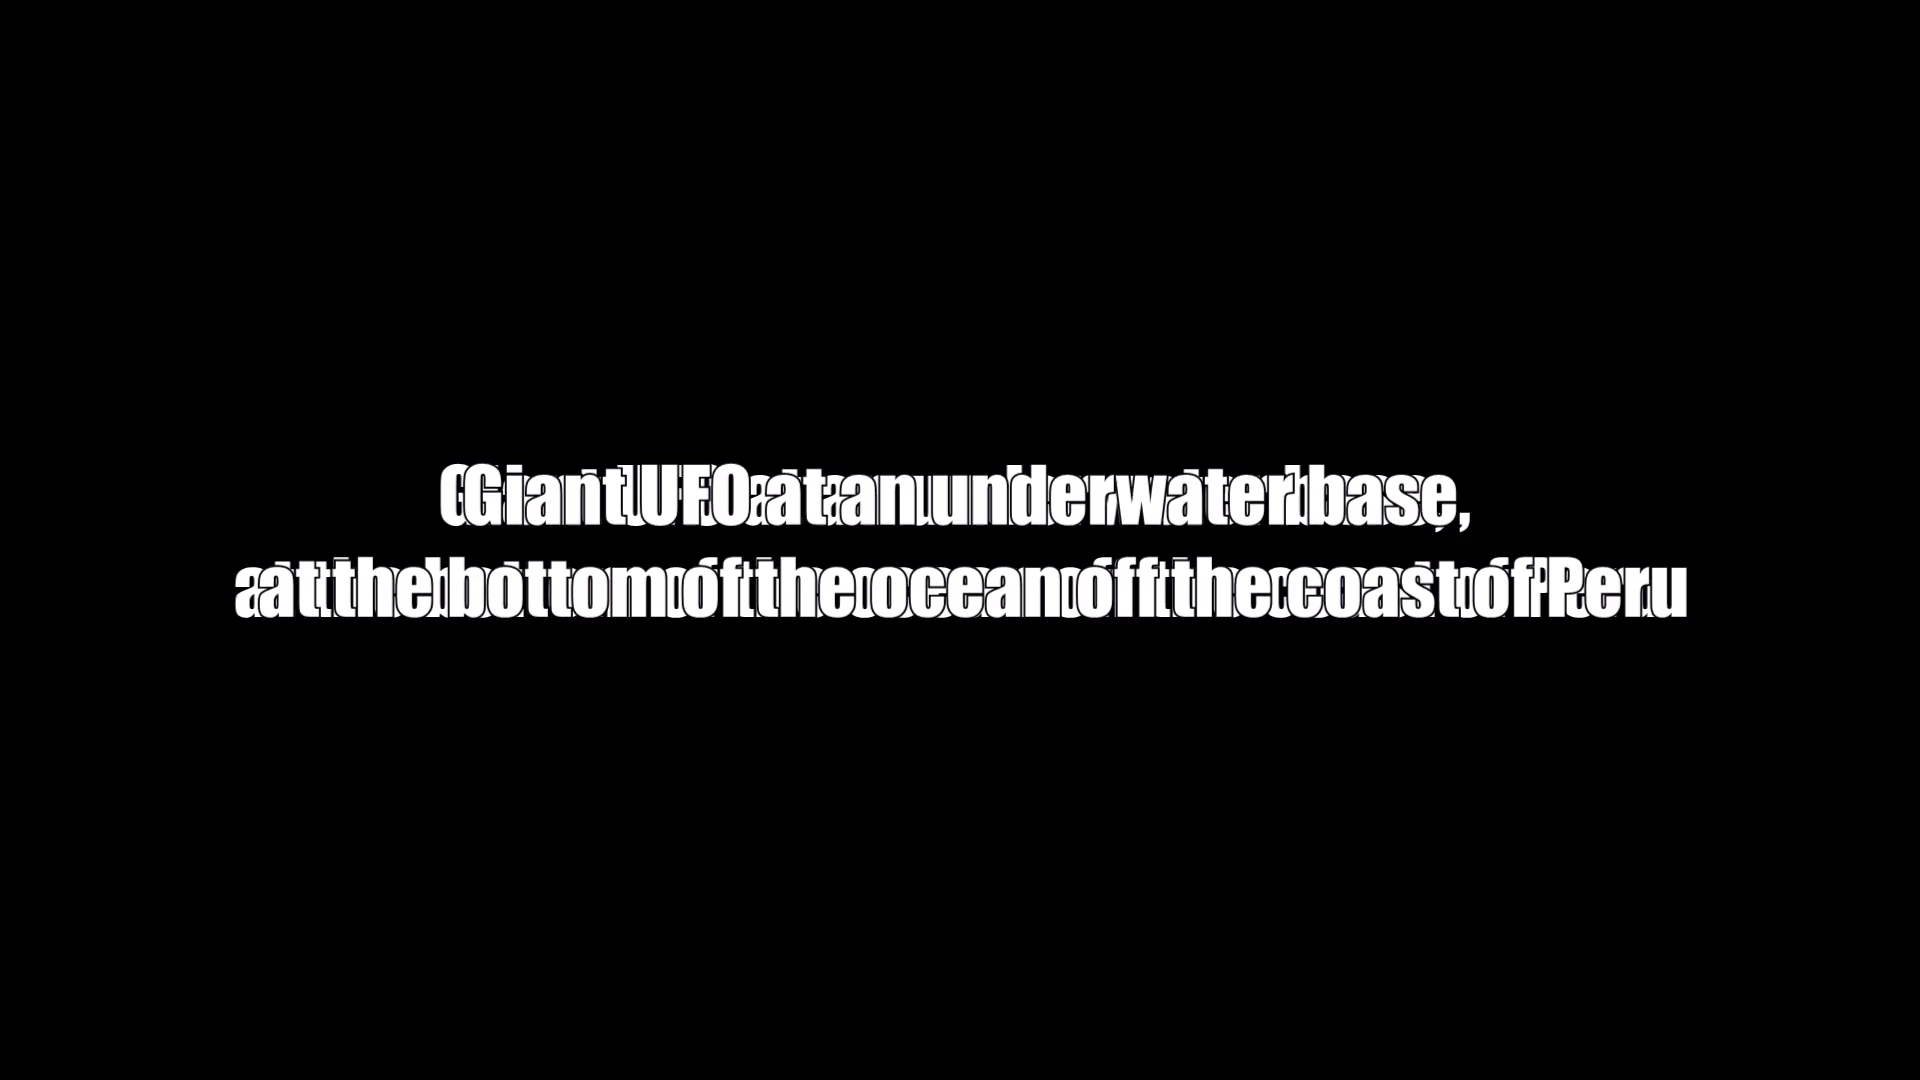 Giant UFO at an underwater base,
at the bottom of the ocean off the coast of Peru